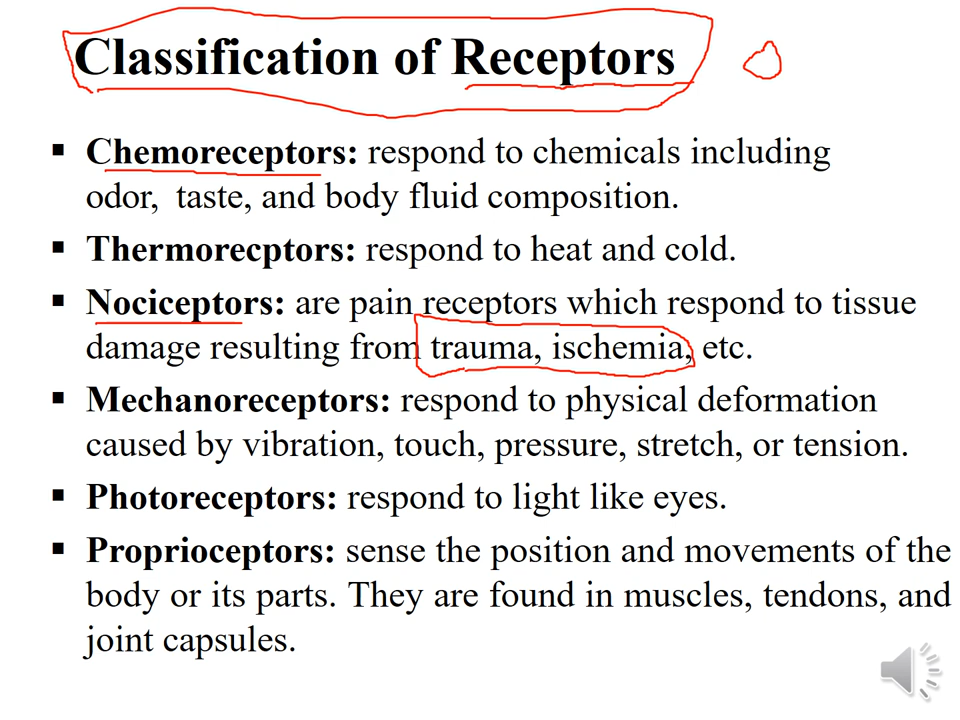 Classification of Receptors
▪ Chemoreceptors: respond to chemicals including
odor, taste, and body fluid composition.
▪ Thermorecptors: respond to heat and cold.
▪ Nociceptors: are pain receptors which respond to tissue
damage resulting from trauma, ischemia, etc.
▪ Mechanoreceptors: respond to physical deformation
caused by vibration, touch, pressure, stretch, or tension.
▪ Photoreceptors: respond to light like eyes.
▪ Proprioceptors: sense the position and movements of the
body or its parts. They are found in muscles, tendons, and
joint capsules.